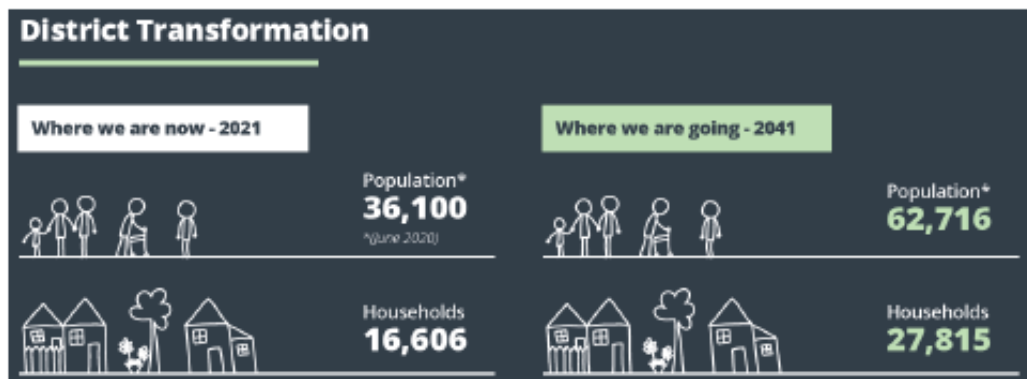 District Transformation
Where we are now - 2021
Population*
36,100
*(June 2020)
Households
16,606
Where we are going - 2041
Population*
62,716
Households
27,815